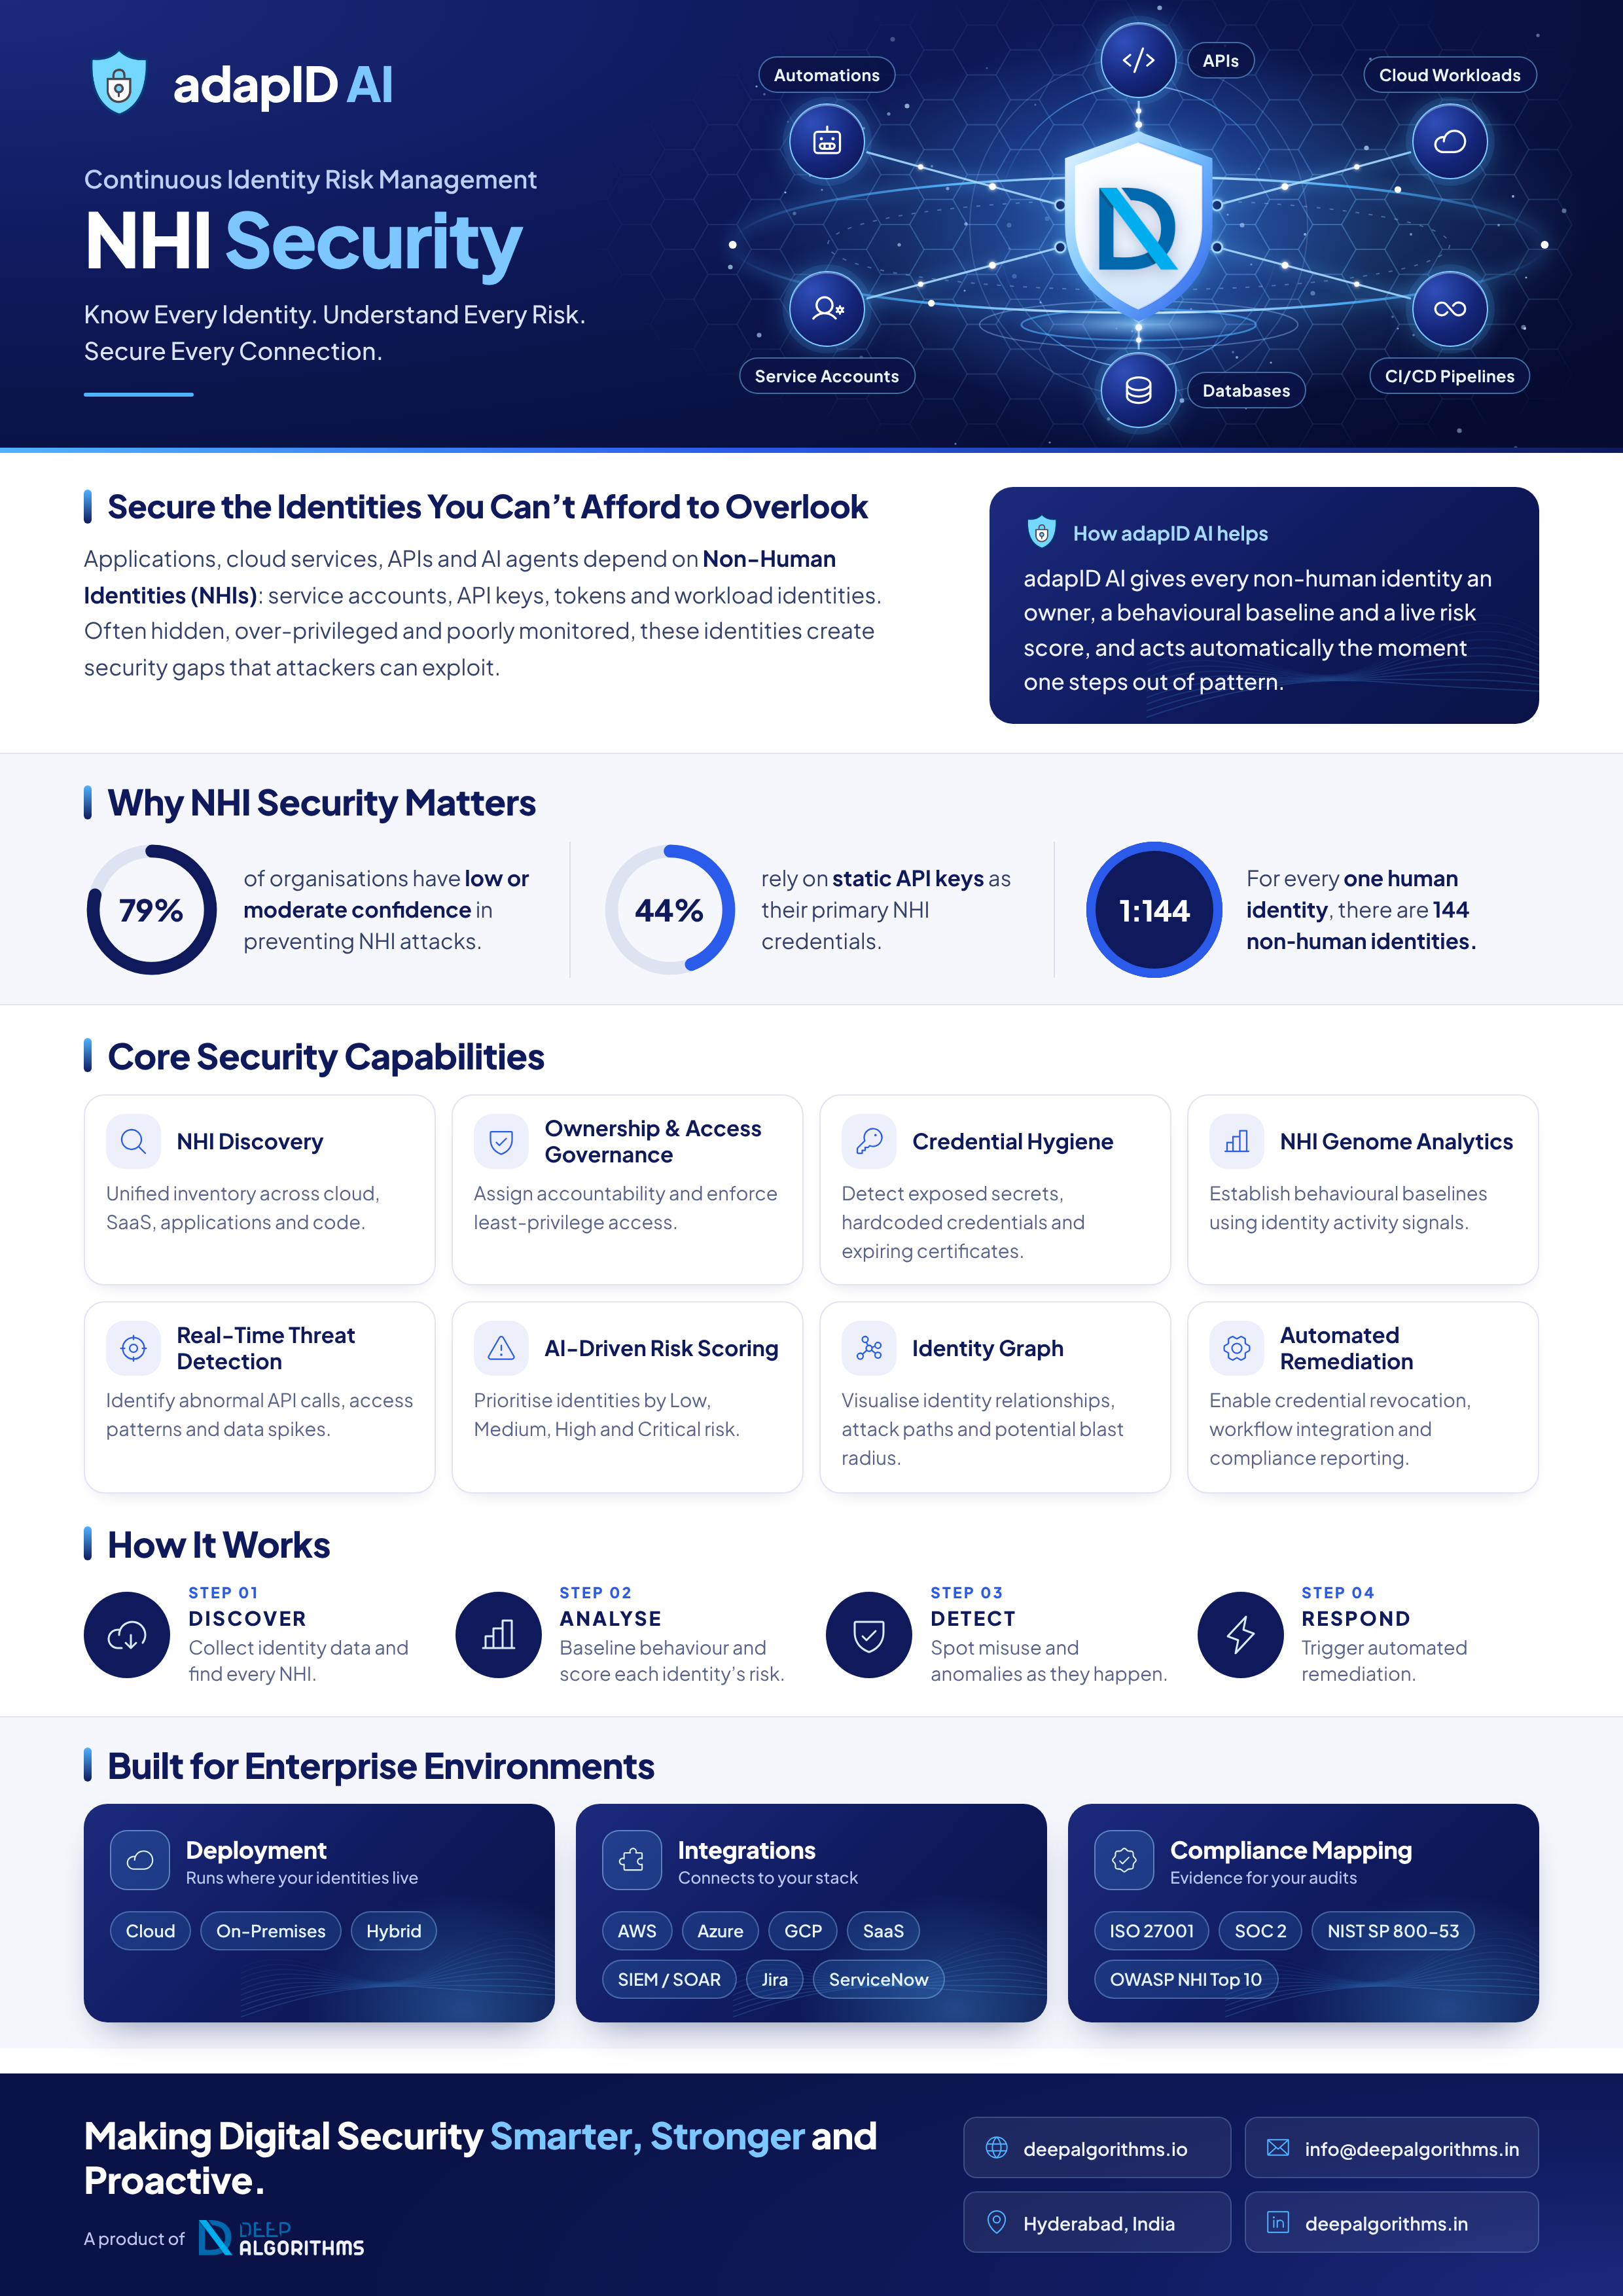 adapID AI
Continuous Identity Risk Management
NHI Security
Know Every Identity. Understand Every Risk.
Secure Every Connection.
Automations
APIs
Cloud Workloads
Service Accounts
Databases
CI/CD Pipelines
Secure the Identities You Can’t Afford to Overlook
Applications, cloud services, APIs and AI agents depend on Non-Human
Identities (NHIs): service accounts, API keys, tokens and workload identities.
Often hidden, over-privileged and poorly monitored, these identities create
security gaps that attackers can exploit.
How adapID AI helps
adapID AI gives every non-human identity an
owner, a behavioural baseline and a live risk
score, and acts automatically the moment
one steps out of pattern.
Why NHI Security Matters
79%
of organisations have low or
moderate confidence in
preventing NHI attacks.
44%
rely on static API keys as
their primary NHI
credentials.
1:144
For every one human
identity, there are 144
non-human identities.
Core Security Capabilities
NHI Discovery
Unified inventory across cloud,
SaaS, applications and code.
Ownership & Access
Governance
Assign accountability and enforce
least-privilege access.
Credential Hygiene
Detect exposed secrets,
hardcoded credentials and
expiring certificates.
NHI Genome Analytics
Establish behavioural baselines
using identity activity signals.
Real-Time Threat
Detection
Identify abnormal API calls, access
patterns and data spikes.
AI-Driven Risk Scoring
Prioritise identities by Low,
Medium, High and Critical risk.
Identity Graph
Visualise identity relationships,
attack paths and potential blast
radius.
Automated
Remediation
Enable credential revocation,
workflow integration and
compliance reporting.
How It Works
STEP 01
DISCOVER
Collect identity data and
find every NHI.
STEP 02
ANALYSE
Baseline behaviour and
score each identity’s risk.
STEP 03
DETECT
Spot misuse and
anomalies as they happen.
STEP 04
RESPOND
Trigger automated
remediation.
Built for Enterprise Environments
Deployment
Runs where your identities live
Cloud
On-Premises
Hybrid
Integrations
Connects to your stack
AWS
Azure
GCP
SaaS
SIEM / SOAR
Jira
ServiceNow
Compliance Mapping
Evidence for your audits
ISO 27001
SOC 2
NIST SP 800-53
OWASP NHI Top 10
Making Digital Security Smarter, Stronger and
Proactive.
A product of
DEEP
ALGORITHMS
deepalgorithms.io
info@deepalgorithms.in
Hyderabad, India
deepalgorithms.in